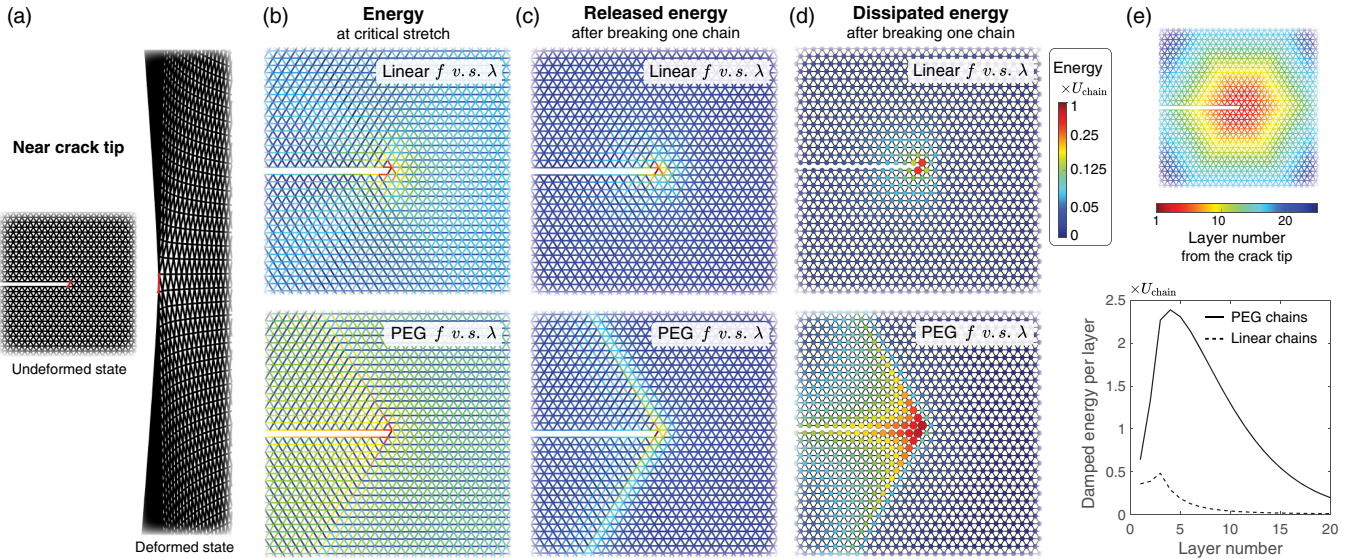 (a)
Near crack tip
Undeformed state
Deformed state
(b)
Energy
at critical stretch
Linear f v.s. λ
PEG f v.s. λ
(c)
Released energy
after breaking one chain
Linear f v.s. λ
PEG f v.s. λ
(d)
Dissipated energy
after breaking one chain
Linear f v.s. λ
PEG f v.s. λ
Energy
×U_chain
1
0.25
0.125
0.05
0
(e)
1 10 20
Layer number
from the crack tip
×U_chain
2.5
2
1.5
1
0.5
0
Damped energy per layer
PEG chains
Linear chains
0 5 10 15 20
Layer number